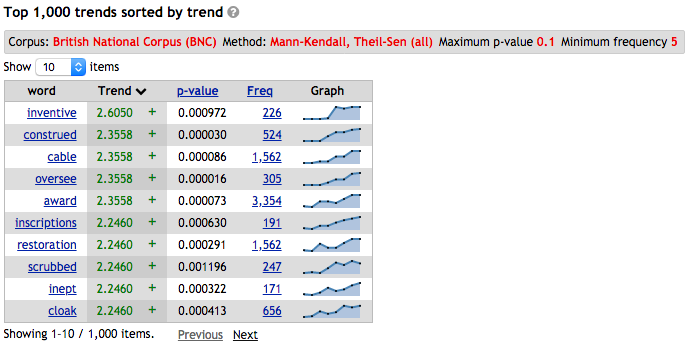 Top 1,000 trends sorted by trend ?
Corpus: British National Corpus (BNC) Method: Mann-Kendall, Theil-Sen (all) Maximum p-value 0.1 Minimum frequency 5
Show 10 items
word Trend p-value Freq Graph
inventive 2.6050 + 0.000972 226
construed 2.3558 + 0.000030 524
cable 2.3558 + 0.000086 1,562
oversee 2.3558 + 0.000016 305
award 2.3558 + 0.000073 3,354
inscriptions 2.2460 + 0.000630 191
restoration 2.2460 + 0.000291 1,562
scrubbed 2.2460 + 0.001196 247
inept 2.2460 + 0.000322 171
cloak 2.2460 + 0.000413 656
Showing 1-10 / 1,000 items. Previous Next